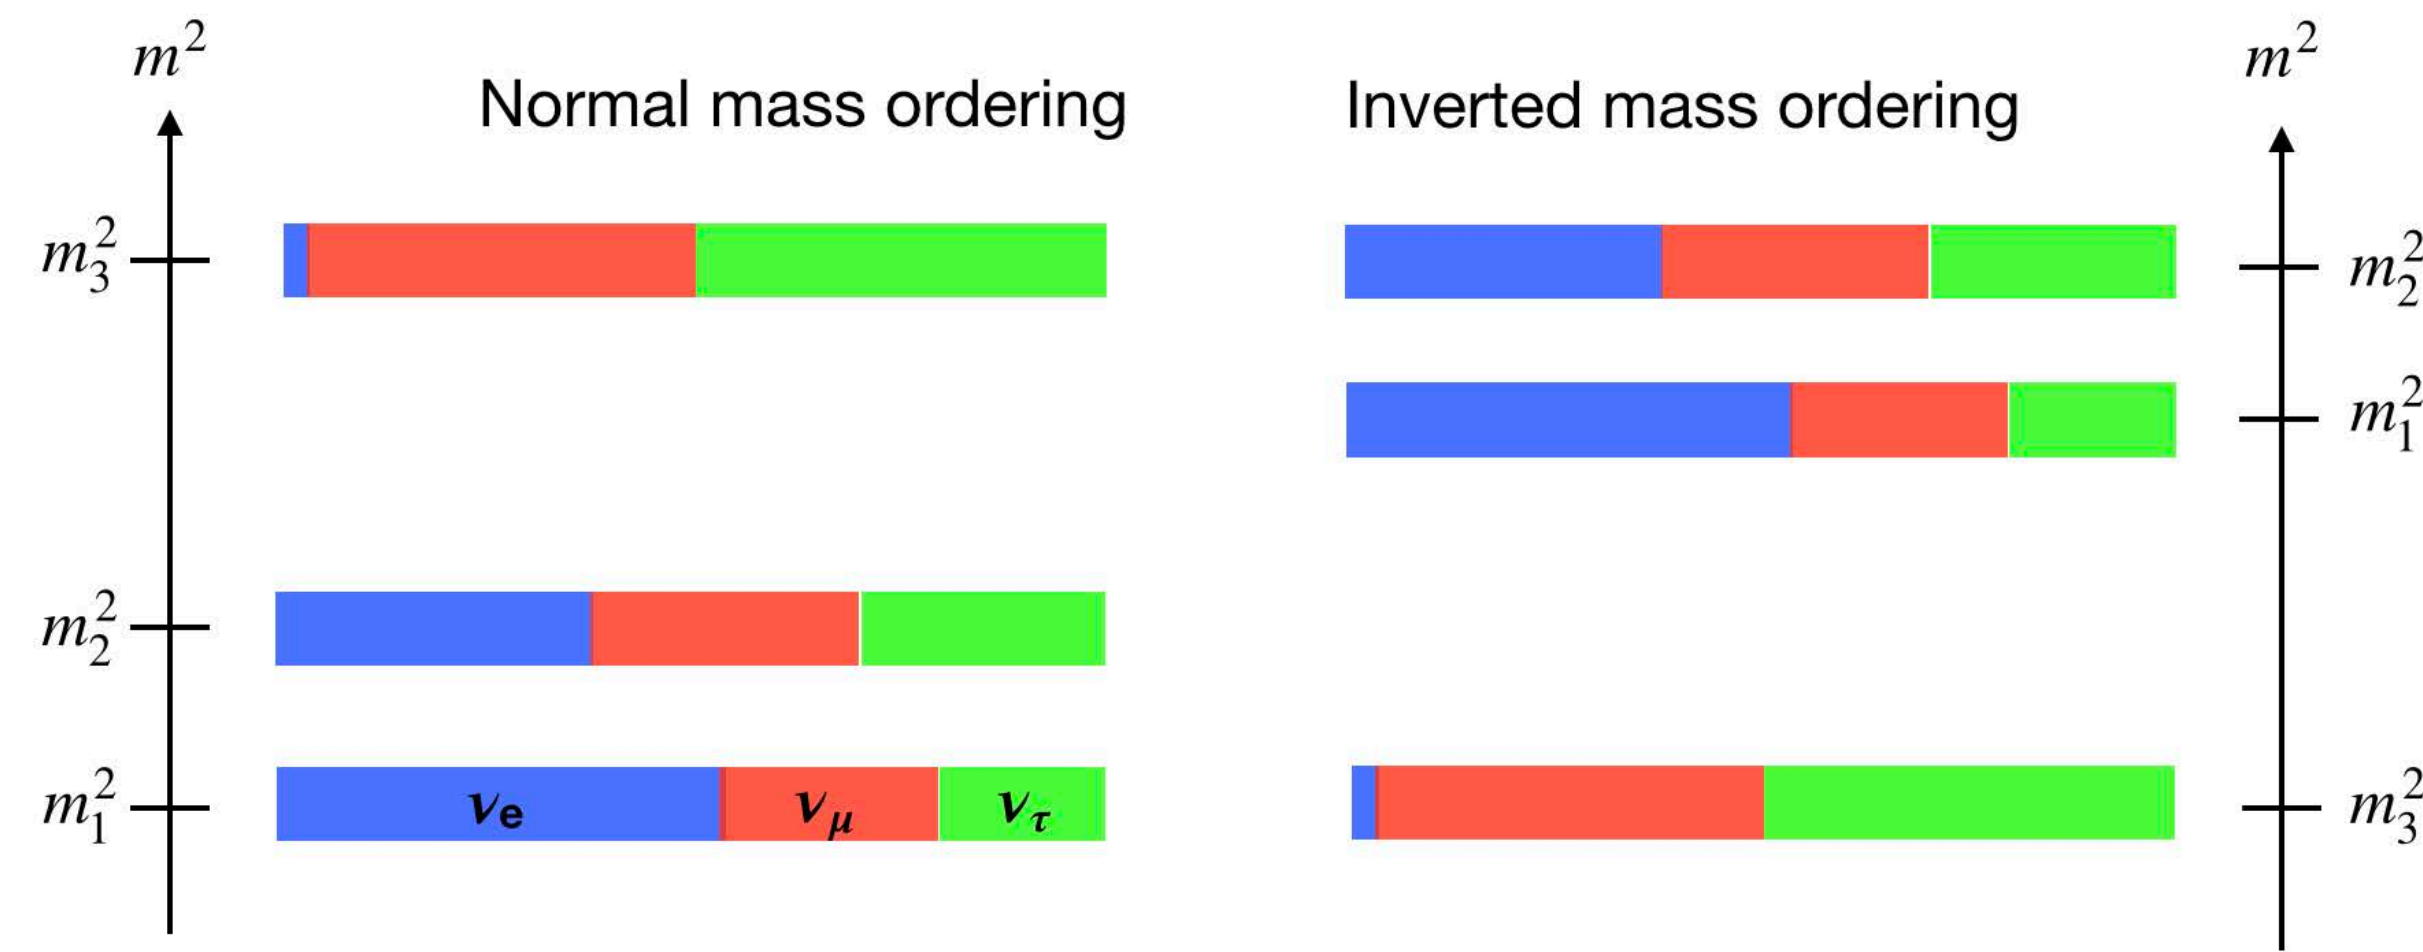 m²
Normal mass ordering
Inverted mass ordering
m²
m₃²
m₂²
m₁²
m₂²
m₁²
νe νμ ντ
m₃²